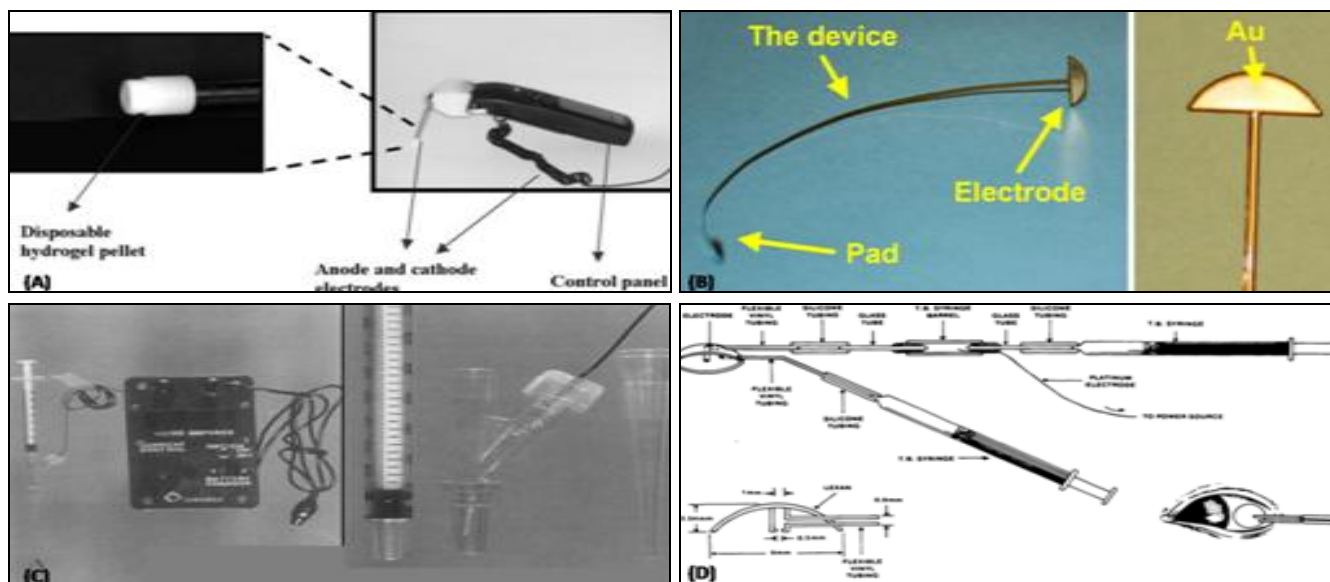 Disposable
hydrogel pellet
Anode and cathode
electrodes
Control panel
(A)
The device
Electrode
Pad
Au
(B)
(C)
ELECTRODE
FLEXIBLE
VINYL
TUBING
SILICONE
TUBING
GLASS
TUBE
T.B. SYRINGE
BARREL
GLASS
TUBE
SILICONE
TUBING
T.B. SYRINGE
FLEXIBLE
VINYL
TUBING
SILICONE
TUBING
PLATINUM
ELECTRODE
TO POWER SOURCE
T.B. SYRINGE
1mm
LEXAN
FLEXIBLE
VINYL
TUBING
(D)